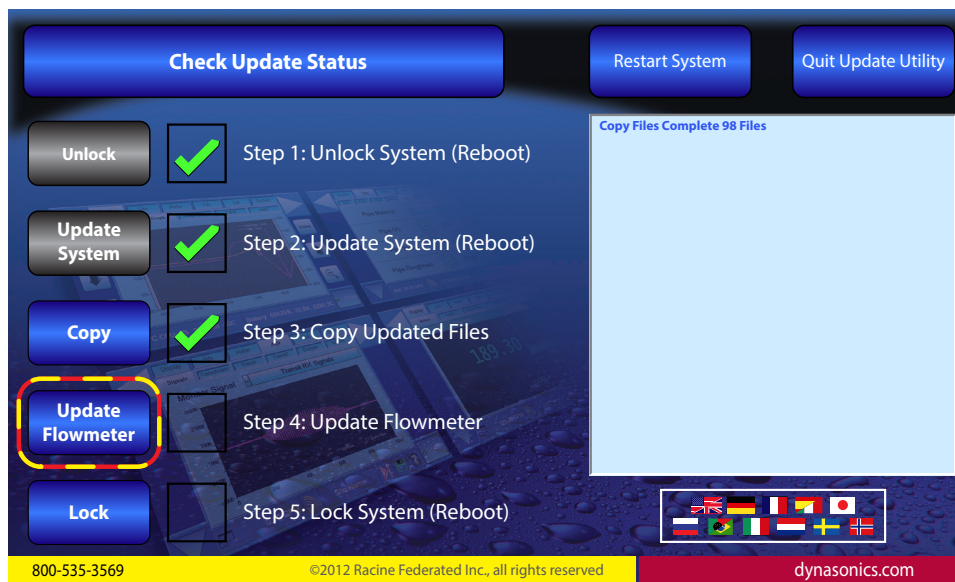 Check Update Status
Restart System
Quit Update Utility
Unlock
Step 1: Unlock System (Reboot)
Copy Files Complete 98 Files
Update
System
Step 2: Update System (Reboot)
Copy
Step 3: Copy Updated Files
Update
Flowmeter
Step 4: Update Flowmeter
Lock
Step 5: Lock System (Reboot)
800-535-3569
©2012 Racine Federated Inc., all rights reserved
dynasonics.com